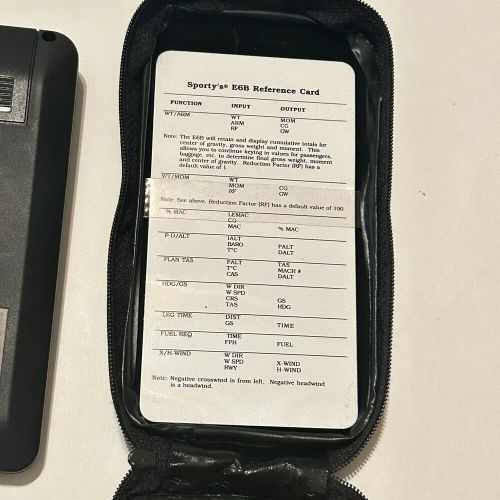 Sporty's® E6B Reference Card
FUNCTION INPUT OUTPUT
WT/ARM WT MOM
ARM CG
RF GW
Note: The E6B will retain and display cumulative totals for
center of gravity, gross weight and moment. This
allows you to continue keying in values for passengers,
baggage, etc. to determine final gross weight, moment
and center of gravity. Reduction Factor (RF) has a
default value of 1
WT/MOM WT
MOM CG
RF GW
Note: See above. Reduction Factor (RF) has a default value of 100
% MAC LEMAC
CG
MAC % MAC
P-D/ALT IALT
BARO PALT
T°C DALT
PLAN TAS PALT TAS
T°C MACH #
CAS DALT
HDG/GS W DIR
W SPD
CRS GS
TAS HDG
LEG TIME DIST
GS TIME
FUEL REQ TIME
FPH FUEL
X/H-WIND W DIR
W SPD X-WIND
RWY H-WIND
Note: Negative crosswind is from left. Negative headwind
is a headwind.